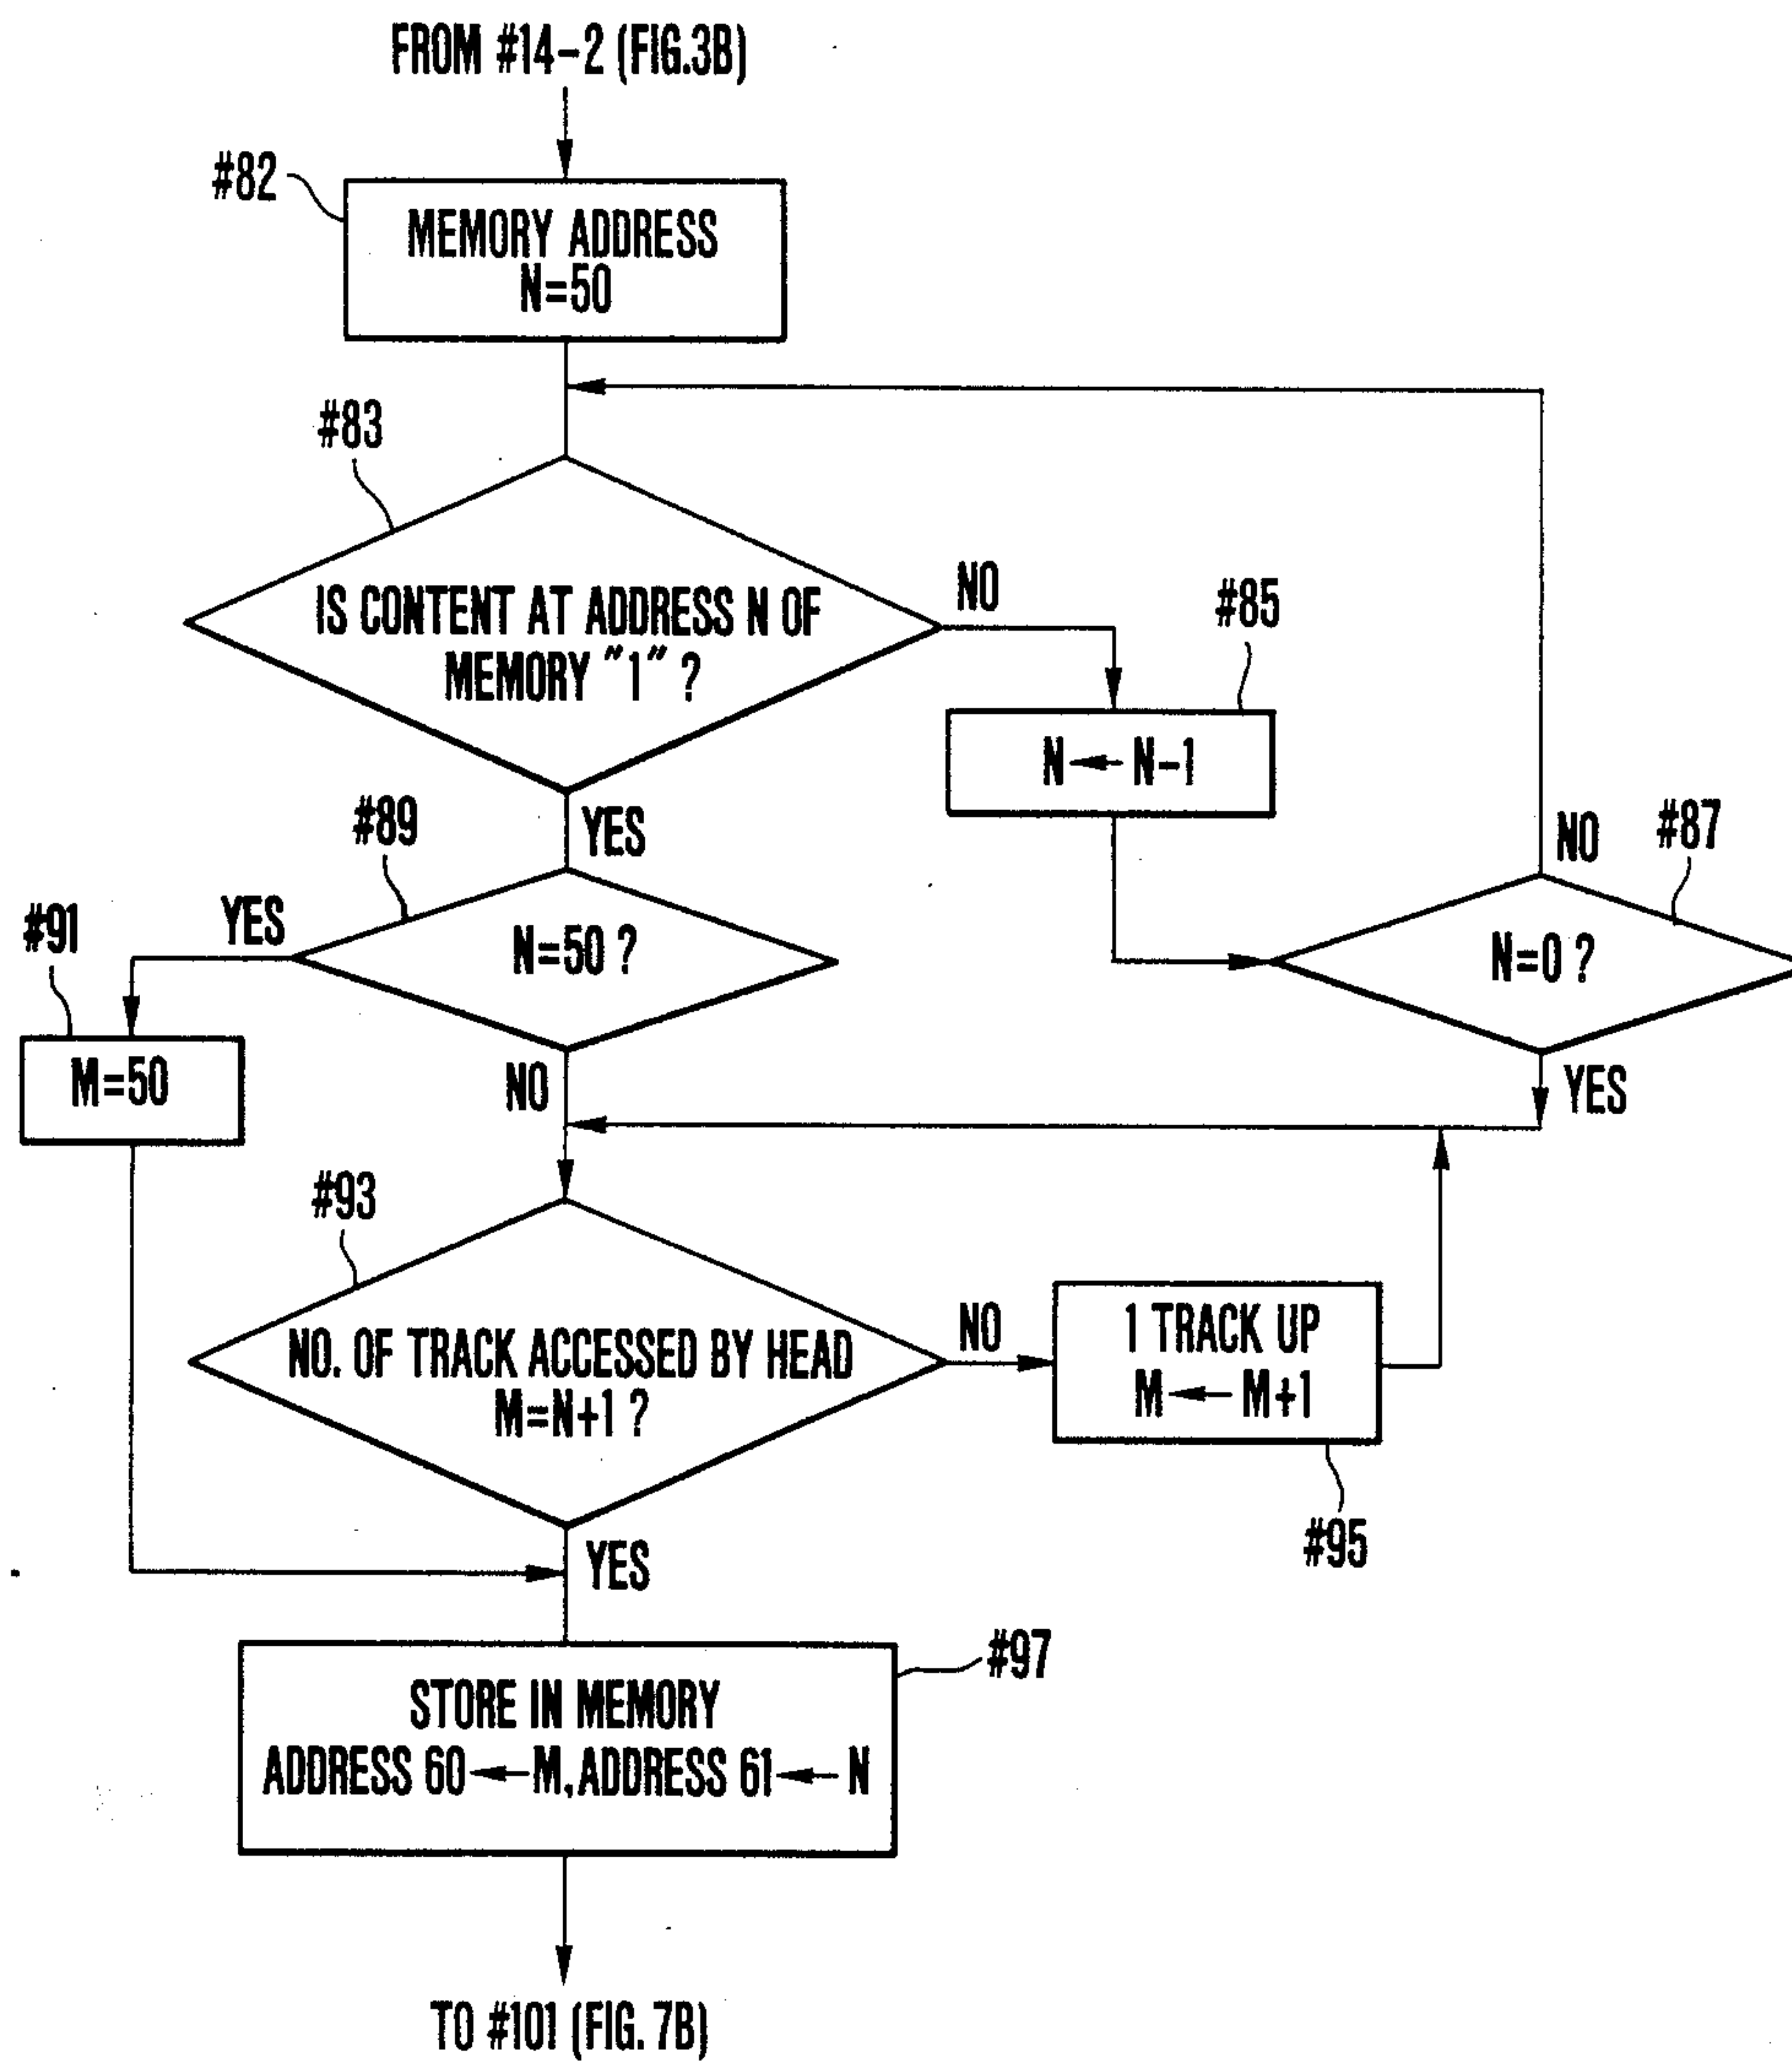 FROM #14-2 (FIG.3B)
#82
MEMORY ADDRESS
N=50
#83
IS CONTENT AT ADDRESS N OF
MEMORY "1" ?
NO
#85
N ← N-1
YES
#89
N=50 ?
YES
#91
M=50
NO
#87
N=0 ?
NO
YES
#93
NO. OF TRACK ACCESSED BY HEAD
M=N+1 ?
NO
1 TRACK UP
M ← M+1
#95
YES
#97
STORE IN MEMORY
ADDRESS 60 ← M, ADDRESS 61 ← N
TO #101 (FIG. 7B)